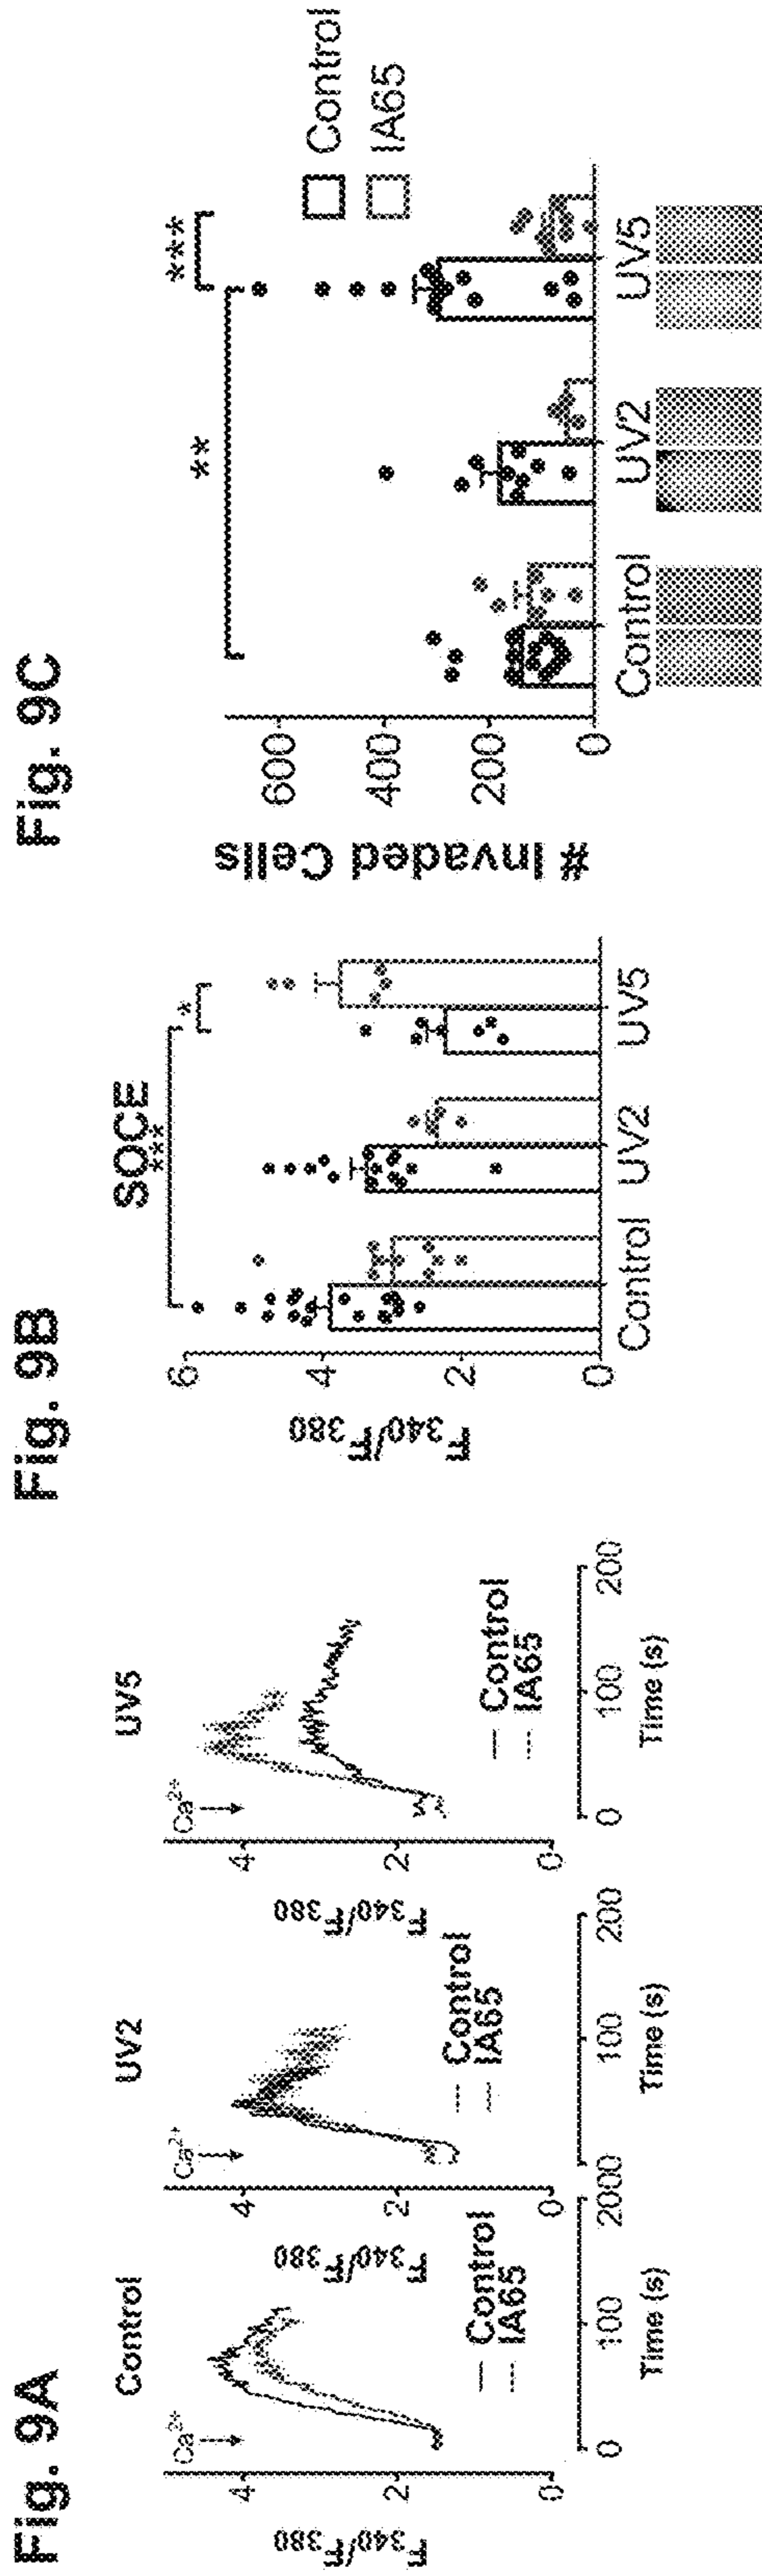 Fig. 9A
Control
Ca2+
F340/F380
4
2
0
Control
IA65
0
100
200
Time (s)
UV2
Ca2+
F340/F380
4
2
0
Control
IA65
0
100
200
Time (s)
UV5
Ca2+
F340/F380
4
2
0
Control
IA65
0
100
200
Time (s)
Fig. 9B
SOCE
***
*
F340/F380
6
4
2
0
Control
UV2
UV5
Fig. 9C
**
***
Control
IA65
# Invaded Cells
600
400
200
0
Control
UV2
UV5